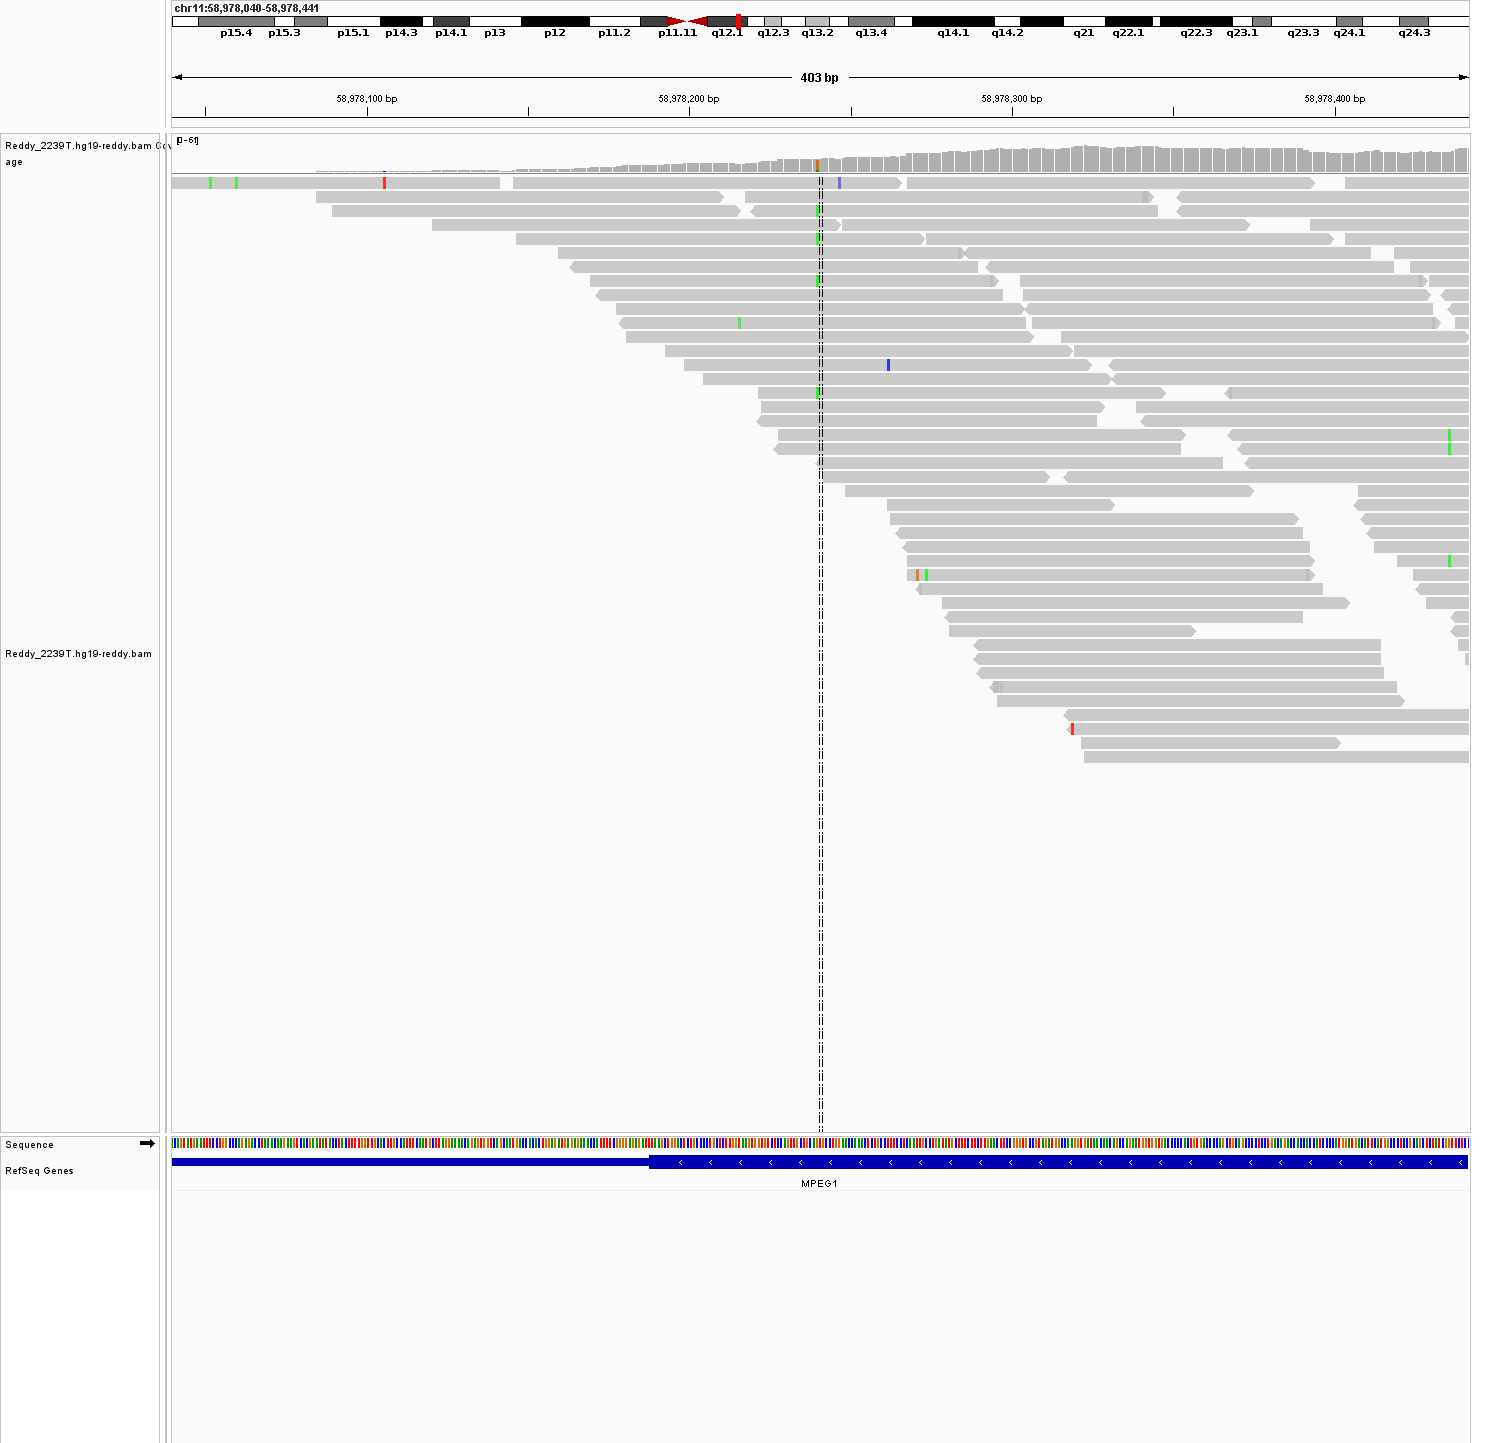 chr11:58,978,040-58,978,441
p15.4 p15.3 p15.1 p14.3 p14.1 p13 p12 p11.2 p11.11 q12.1 q12.3 q13.2 q13.4 q14.1 q14.2 q21 q22.1 q22.3 q23.1 q23.3 q24.1 q24.3
403 bp
58,978,100 bp 58,978,200 bp 58,978,300 bp 58,978,400 bp
[0-61]
Reddy_2239T.hg19-reddy.bam Cov
age
Reddy_2239T.hg19-reddy.bam
Sequence
RefSeq Genes
MPEG1